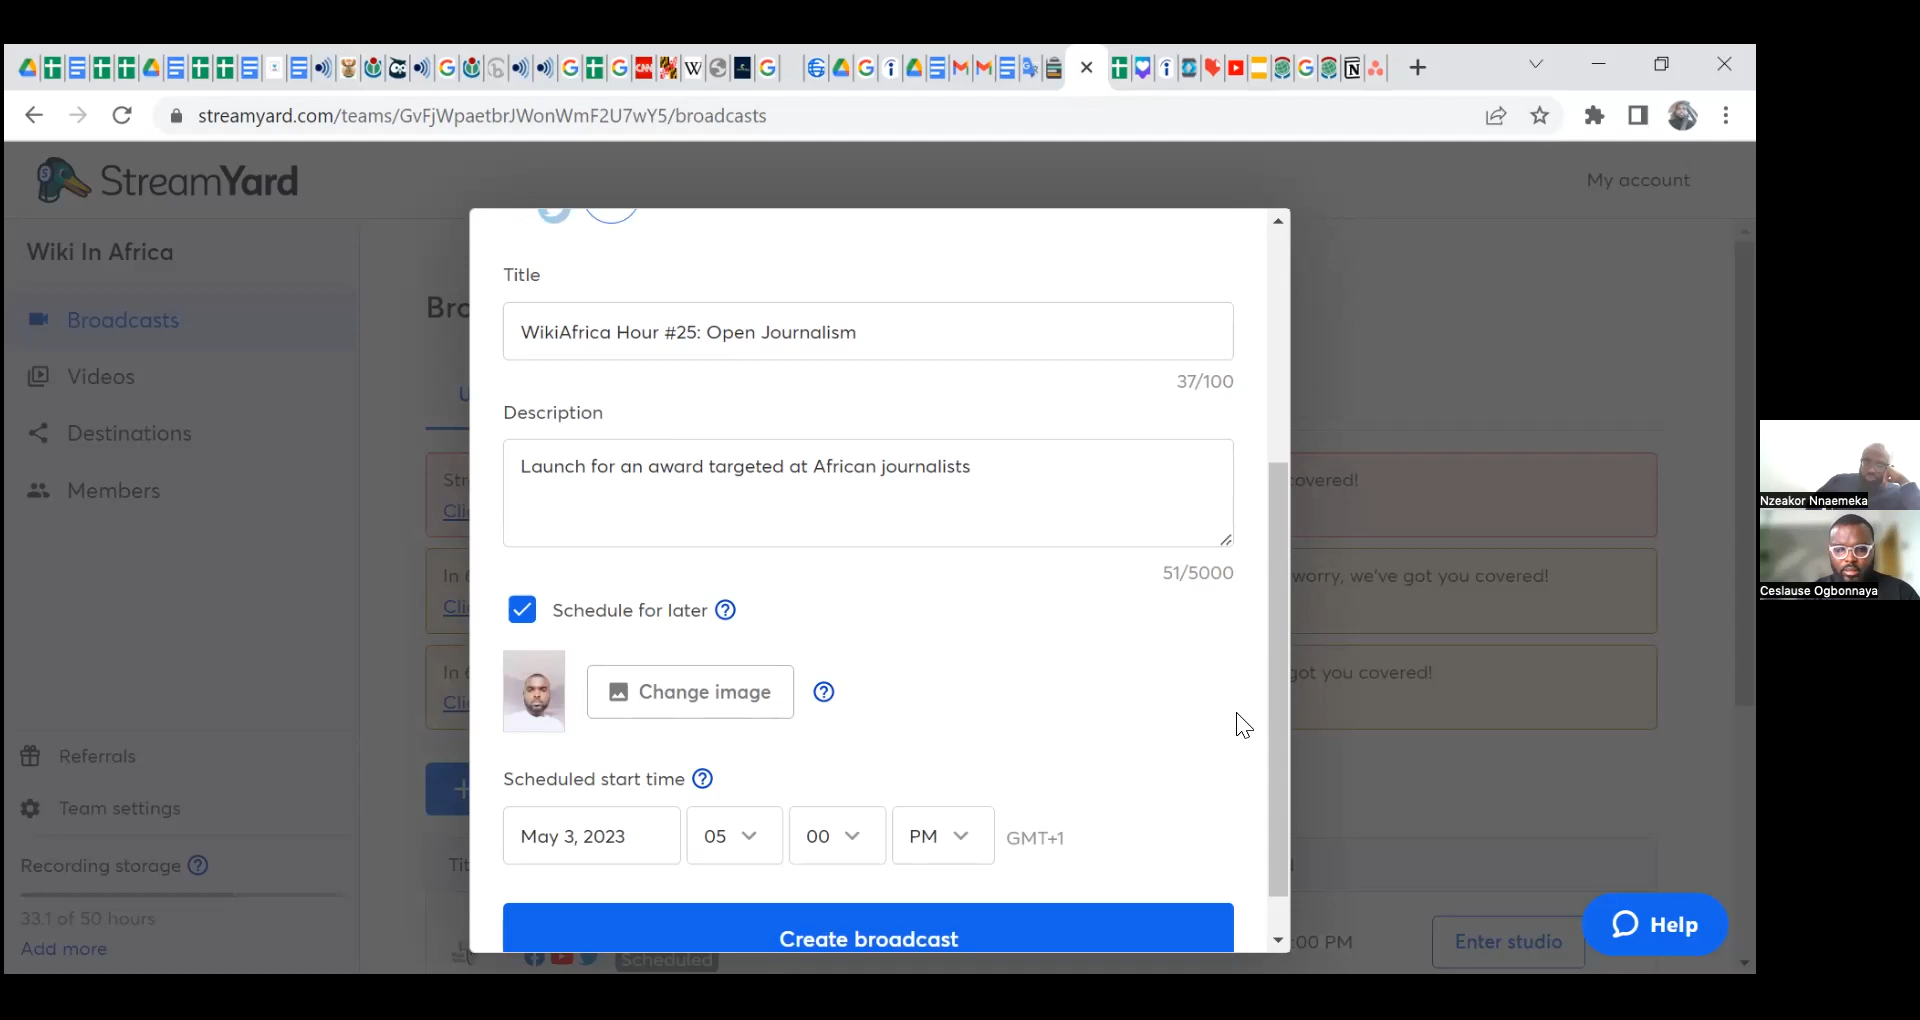 streamyard.com/teams/GvFjWpaetbrJWonWmF2U7wY5/broadcasts
StreamYard
My account
Wiki In Africa
Broadcasts
Videos
Destinations
Members
Referrals
Team settings
Recording storage
33.1 of 50 hours
Add more
Title
WikiAfrica Hour #25: Open Journalism
37/100
Description
Launch for an award targeted at African journalists
51/5000
Schedule for later
Change image
Scheduled start time
May 3, 2023 05 00 PM GMT+1
Create broadcast
overed!
worry, we've got you covered!
got you covered!
:00 PM
Enter studio
Scheduled
Help
Nzeakor Nnaemeka
Ceslause Ogbonnaya